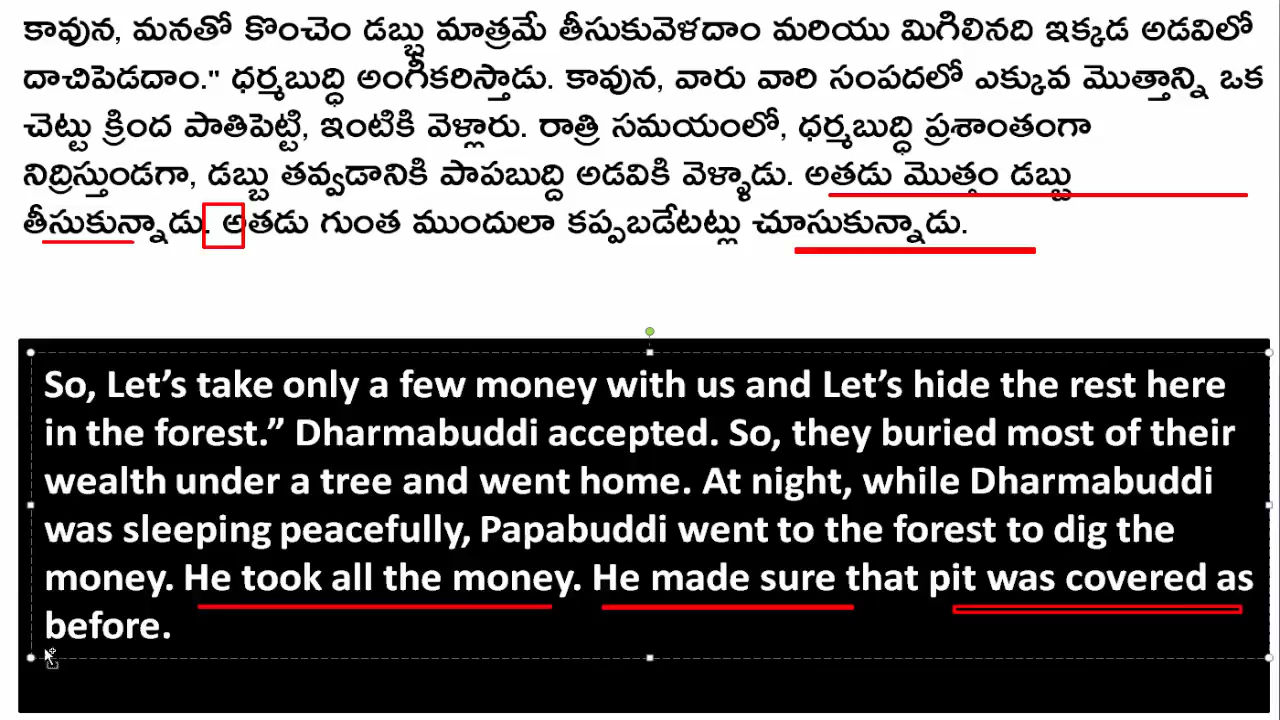 కావున, మనతో కొంచెం డబ్బు మాత్రమే తీసుకువెళదాం మరియు మిగిలినది ఇక్కడ అడవిలో
దాచిపెడదాం." ధర్మబుద్ధి అంగీకరిస్తాడు. కావున, వారు వారి సంపదలో ఎక్కువ మొత్తాన్ని ఒక
చెట్టు క్రింద పాతిపెట్టి, ఇంటికి వెళ్లారు. రాత్రి సమయంలో, ధర్మబుద్ధి ప్రశాంతంగా
నిద్రిస్తుండగా, డబ్బు తవ్వడానికి పాపబుద్ది అడవికి వెళ్ళాడు. అతడు మొత్తం డబ్బు
తీసుకున్నాడు. అతడు గుంత ముందులా కప్పబడేటట్లు చూసుకున్నాడు.
So, Let’s take only a few money with us and Let’s hide the rest here
in the forest.” Dharmabuddi accepted. So, they buried most of their
wealth under a tree and went home. At night, while Dharmabuddi
was sleeping peacefully, Papabuddi went to the forest to dig the
money. He took all the money. He made sure that pit was covered as
before.